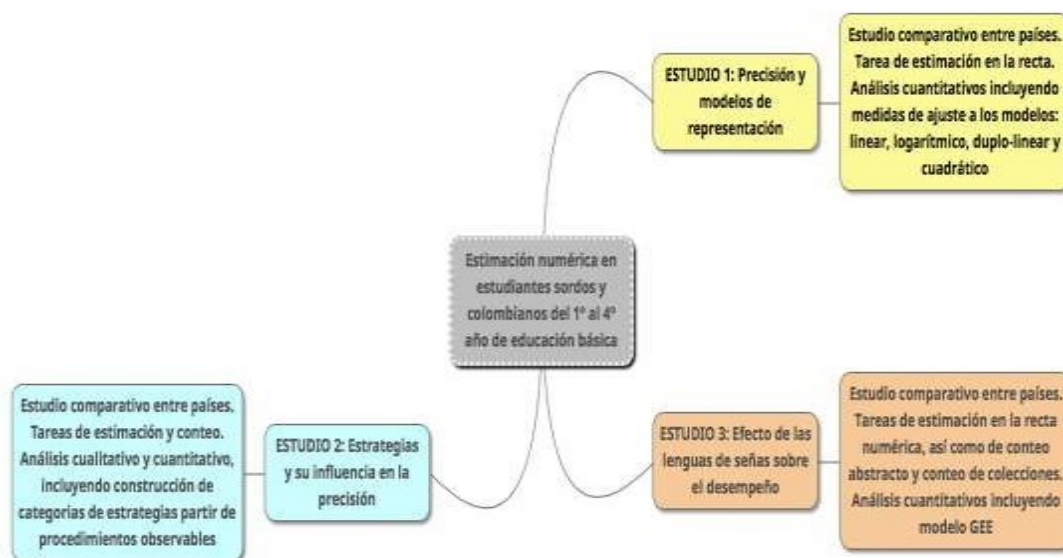 Estimación numérica en
estudiantes sordos y
colombianos del 1º al 4º
año de educación básica
ESTUDIO 1: Precisión y
modelos de
representación
Estudio comparativo entre países.
Tarea de estimación en la recta.
Análisis cuantitativos incluyendo
medidas de ajuste a los modelos:
linear, logarítmico, duplo-linear y
cuadrático
ESTUDIO 2: Estrategias
y su influencia en la
precisión
Estudio comparativo entre países.
Tareas de estimación y conteo.
Análisis cualitativo y cuantitativo,
incluyendo construcción de
categorias de estrategias partir de
procedimientos observables
ESTUDIO 3: Efecto de las
lenguas de señas sobre
el desempeño
Estudio comparativo entre países.
Tareas de estimación en la recta
numérica, así como de conteo
abstracto y conteo de colecciones.
Análisis cuantitativos incluyendo
modelo GEE